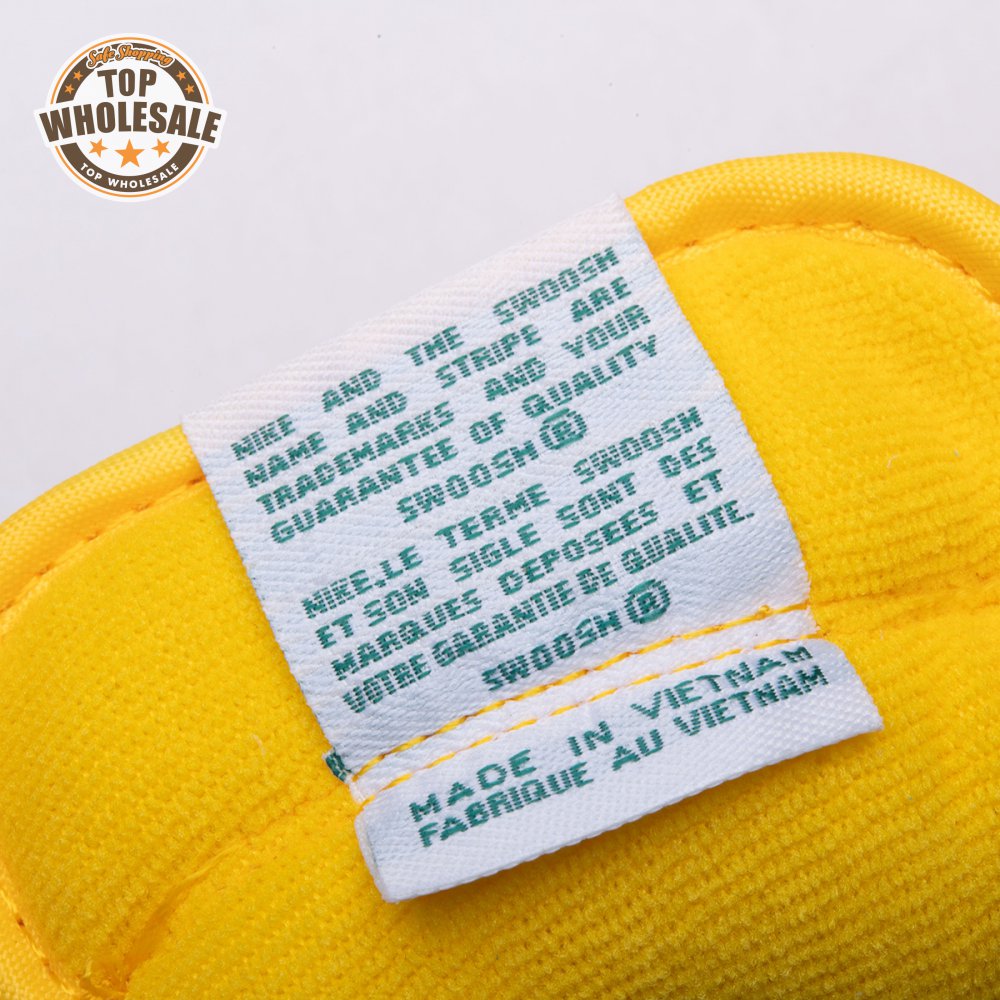 Safe Shopping
TOP
WHOLESALE
TOP WHOLESALE
NIKE AND THE SWOOSH
NAME AND STRIPE ARE
TRADEMARKS AND YOUR
GUARANTEE OF QUALITY
SWOOSH®
NIKE.LE TERME SWOOSH
ET SON SIGLE SONT DES
MARQUES DEPOSEES ET
VOTRE GARANTIE DE QUALITE.
SWOOSH®
MADE IN VIETNAM
FABRIQUE AU VIETNAM